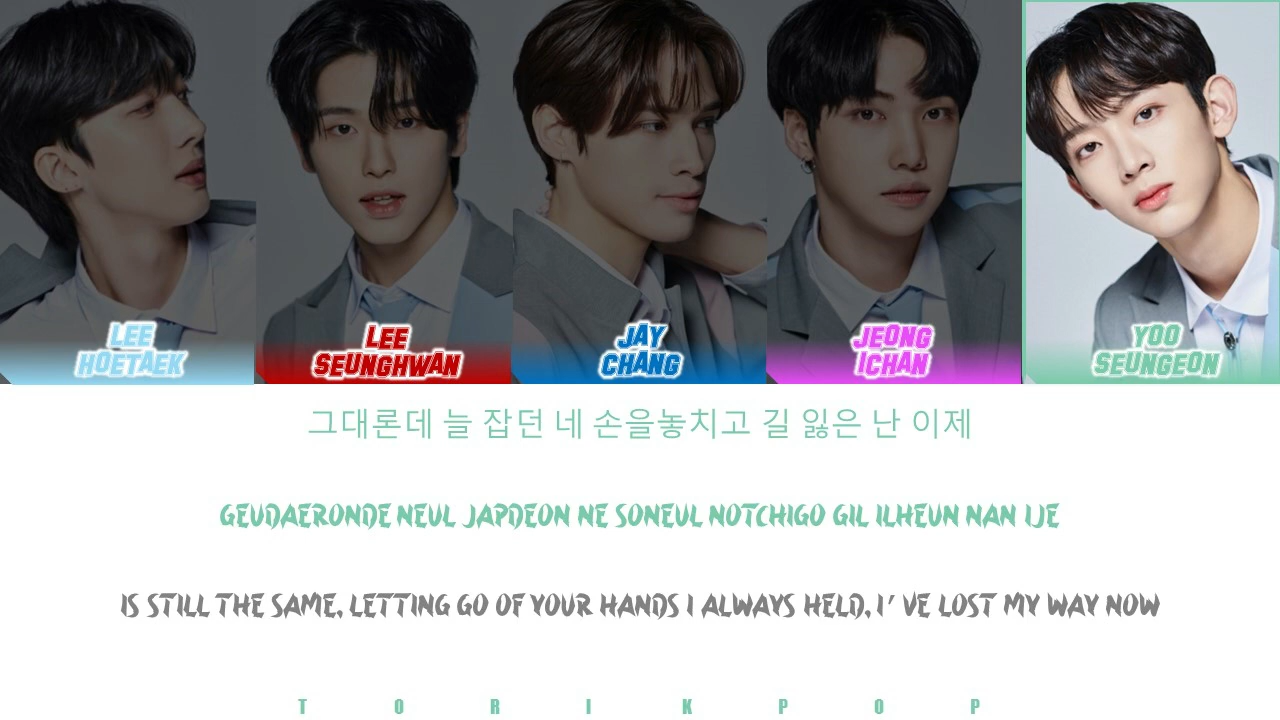 LEE
HOETAEK
LEE
SEUNGHWAN
JAY
CHANG
JEONG
ICHAN
YOO
SEUNGEON
그대론데 늘 잡던 네 손을놓치고 길 잃은 난 이제
GEUDAERONDE NEUL JAPDEON NE SONEUL NOTCHIGO GIL ILHEUN NAN IJE
IS STILL THE SAME, LETTING GO OF YOUR HANDS I ALWAYS HELD, I'VE LOST MY WAY NOW
T O R I K P O P